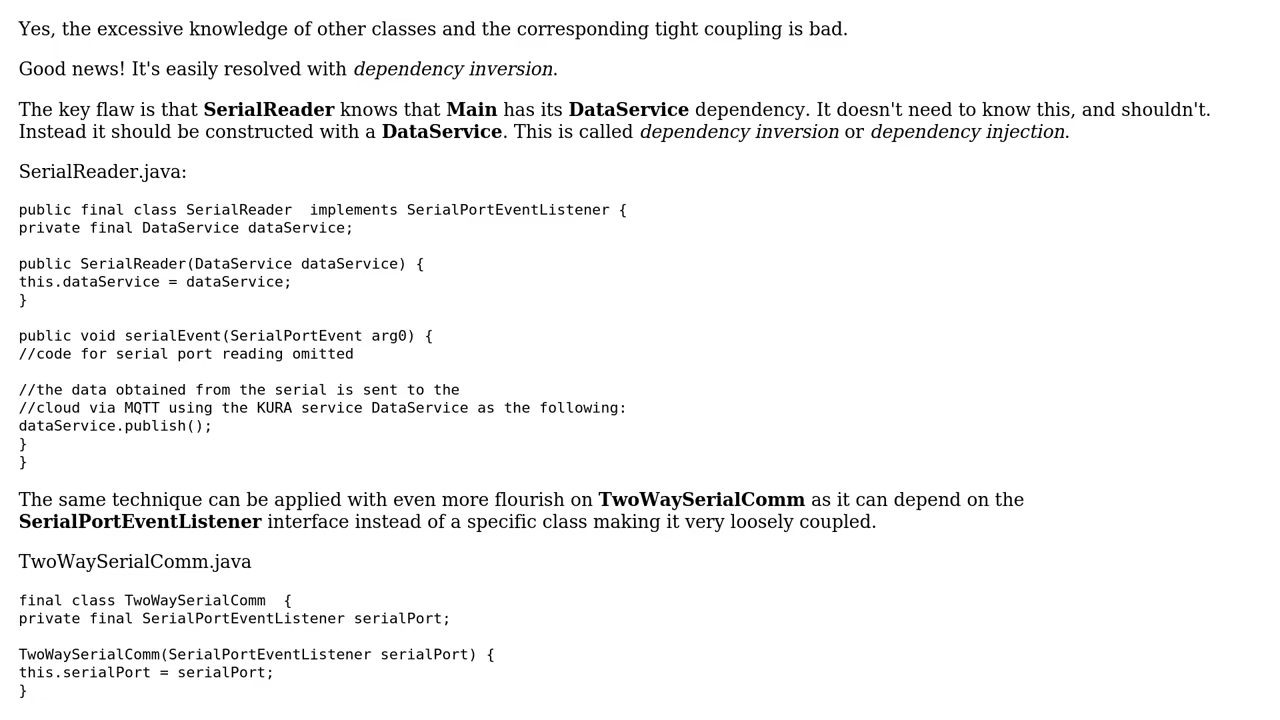 Yes, the excessive knowledge of other classes and the corresponding tight coupling is bad.
Good news! It's easily resolved with dependency inversion.
The key flaw is that SerialReader knows that Main has its DataService dependency. It doesn't need to know this, and shouldn't.
Instead it should be constructed with a DataService. This is called dependency inversion or dependency injection.
SerialReader.java:
public final class SerialReader  implements SerialPortEventListener {
private final DataService dataService;
public SerialReader(DataService dataService) {
this.dataService = dataService;
}
public void serialEvent(SerialPortEvent arg0) {
//code for serial port reading omitted
//the data obtained from the serial is sent to the
//cloud via MQTT using the KURA service DataService as the following:
dataService.publish();
}
}
The same technique can be applied with even more flourish on TwoWaySerialComm as it can depend on the
SerialPortEventListener interface instead of a specific class making it very loosely coupled.
TwoWaySerialComm.java
final class TwoWaySerialComm  {
private final SerialPortEventListener serialPort;
TwoWaySerialComm(SerialPortEventListener serialPort) {
this.serialPort = serialPort;
}